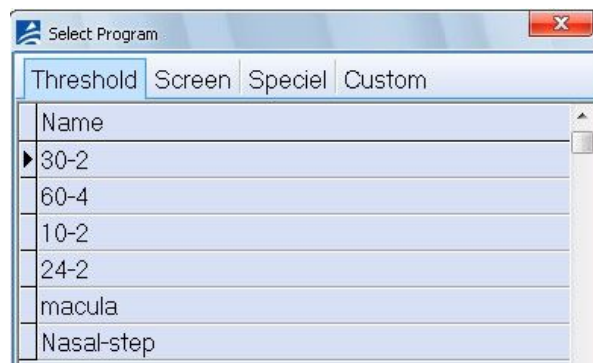 Select Program
Threshold Screen Speciel Custom
Name
30-2
60-4
10-2
24-2
macula
Nasal-step